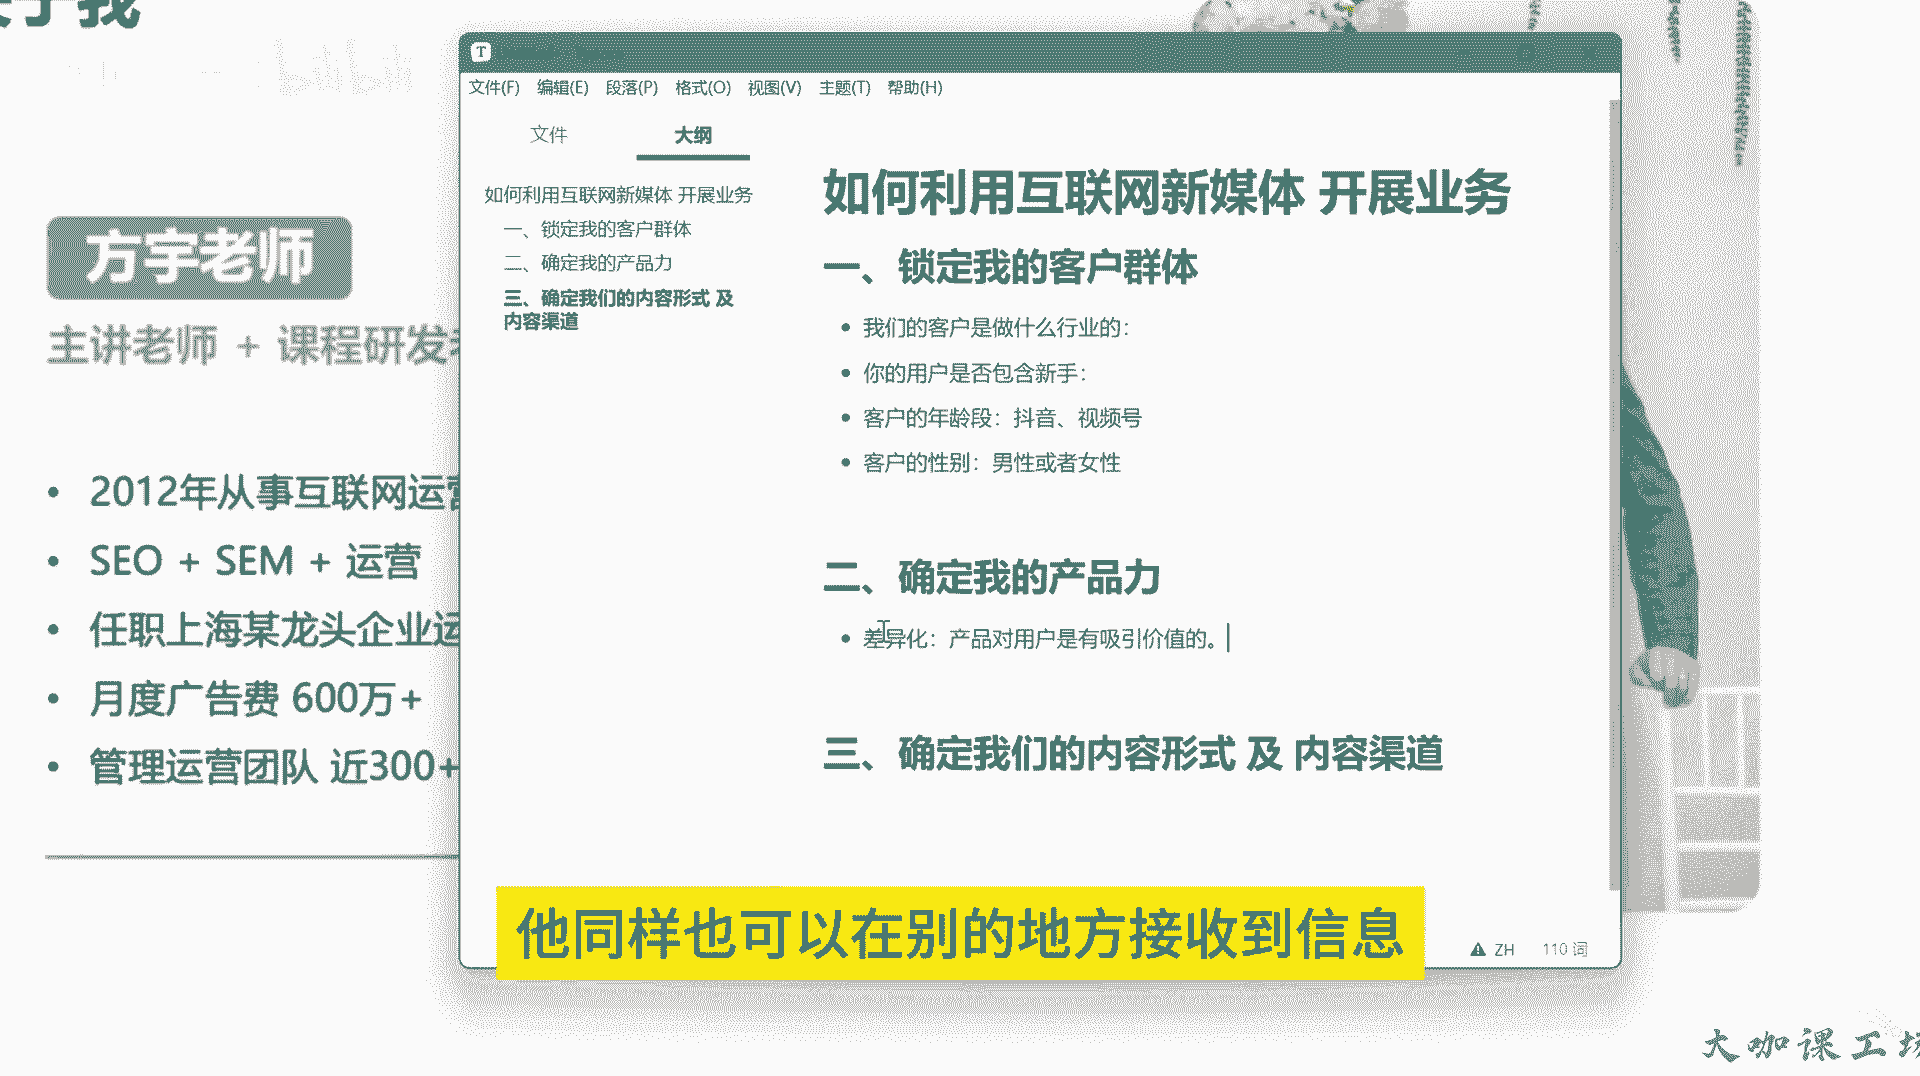 我
bilibili
方宇老师
主讲老师 + 课程研发
2012年从事互联网运营
SEO + SEM + 运营
任职上海某龙头企业运
月度广告费 600万+
管理运营团队 近300+
T
文件(F) 编辑(E) 段落(P) 格式(O) 视图(V) 主题(T) 帮助(H)
文件 大纲
如何利用互联网新媒体 开展业务
一、锁定我的客户群体
二、确定我的产品力
三、确定我们的内容形式 及
内容渠道
如何利用互联网新媒体 开展业务
一、锁定我的客户群体
我们的客户是做什么行业的：
你的用户是否包含新手：
客户的年龄段：抖音、视频号
客户的性别：男性或者女性
二、确定我的产品力
差异化：产品对用户是有吸引价值的。
三、确定我们的内容形式 及 内容渠道
他同样也可以在别的地方接收到信息
ZH 110 词
大咖课工场